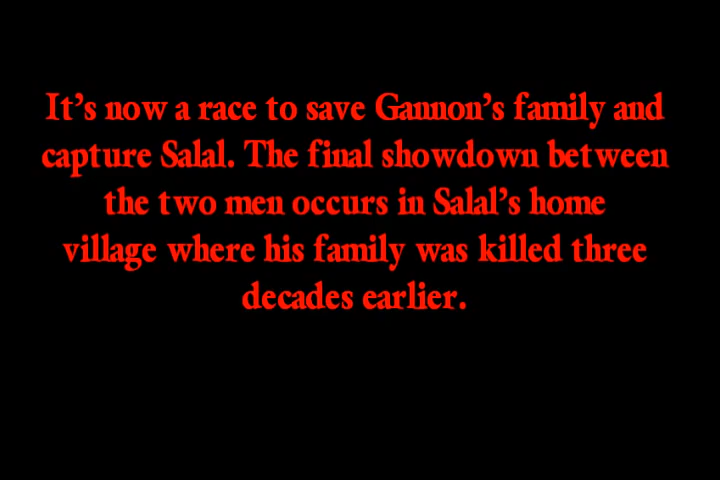 It's now a race to save Gannon's family and
capture Salal. The final showdown between
the two men occurs in Salal's home
village where his family was killed three
decades earlier.